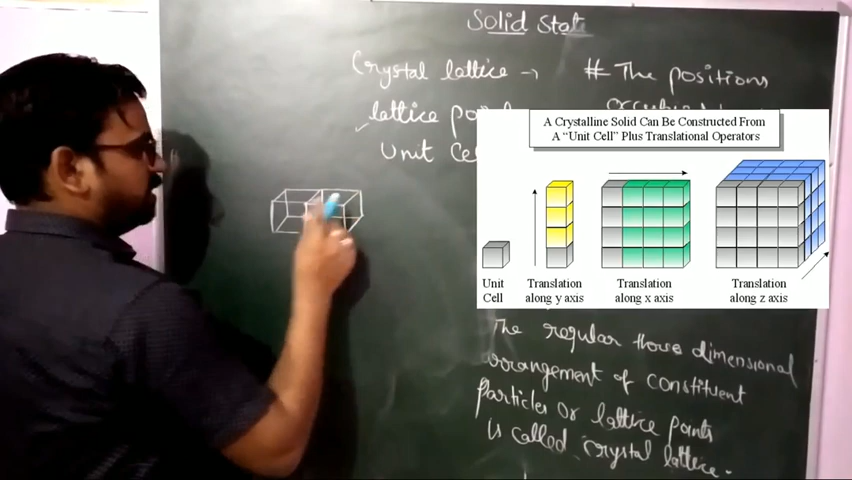 Solid State
Crystal lattice →
lattice po
✓
Unit Ce
# The positions
A Crystalline Solid Can Be Constructed From
A “Unit Cell” Plus Translational Operators
Unit
Cell
Translation
along y axis
Translation
along x axis
Translation
along z axis
The regular three dimensional
arrangement of constituent
Particles or lattice points
is called crystal lattice.